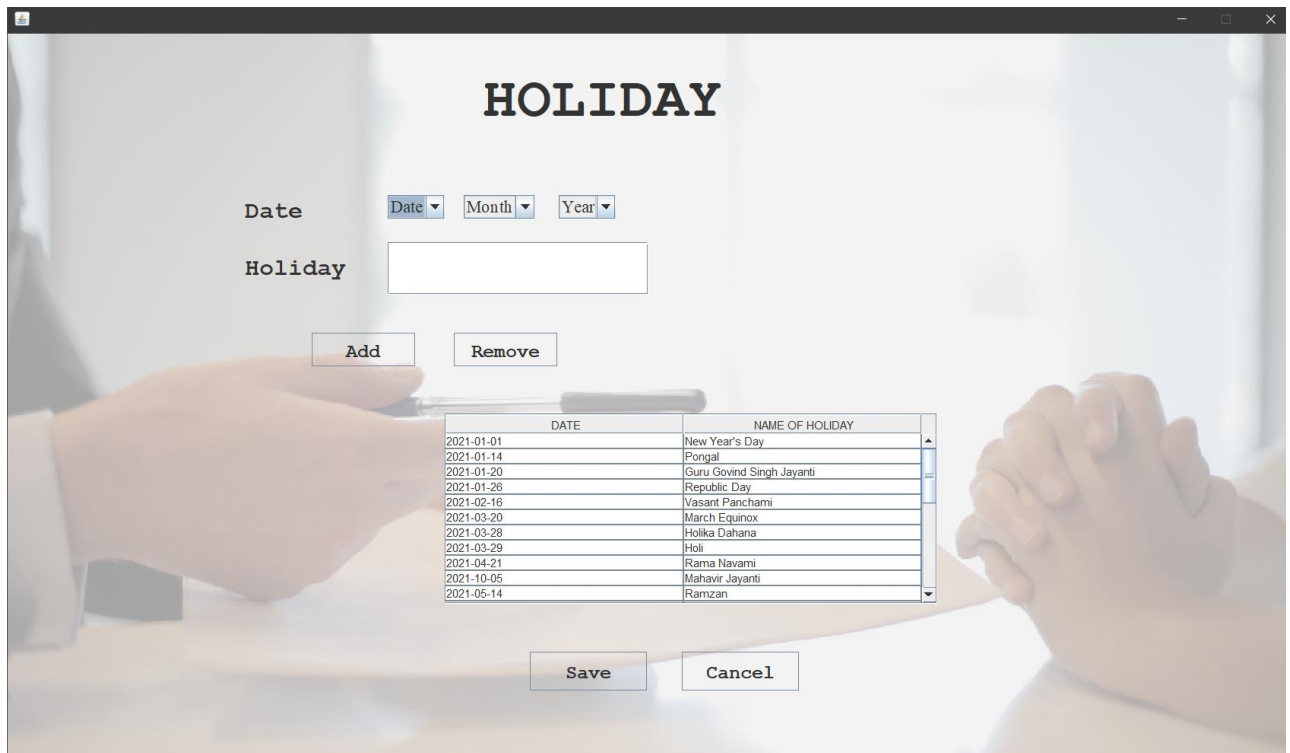 HOLIDAY
Date Date Month Year
Holiday
Add Remove
DATE NAME OF HOLIDAY
2021-01-01 New Year's Day
2021-01-14 Pongal
2021-01-20 Guru Govind Singh Jayanti
2021-01-26 Republic Day
2021-02-16 Vasant Panchami
2021-03-20 March Equinox
2021-03-28 Holika Dahana
2021-03-29 Holi
2021-04-21 Rama Navami
2021-10-05 Mahavir Jayanti
2021-05-14 Ramzan
Save Cancel